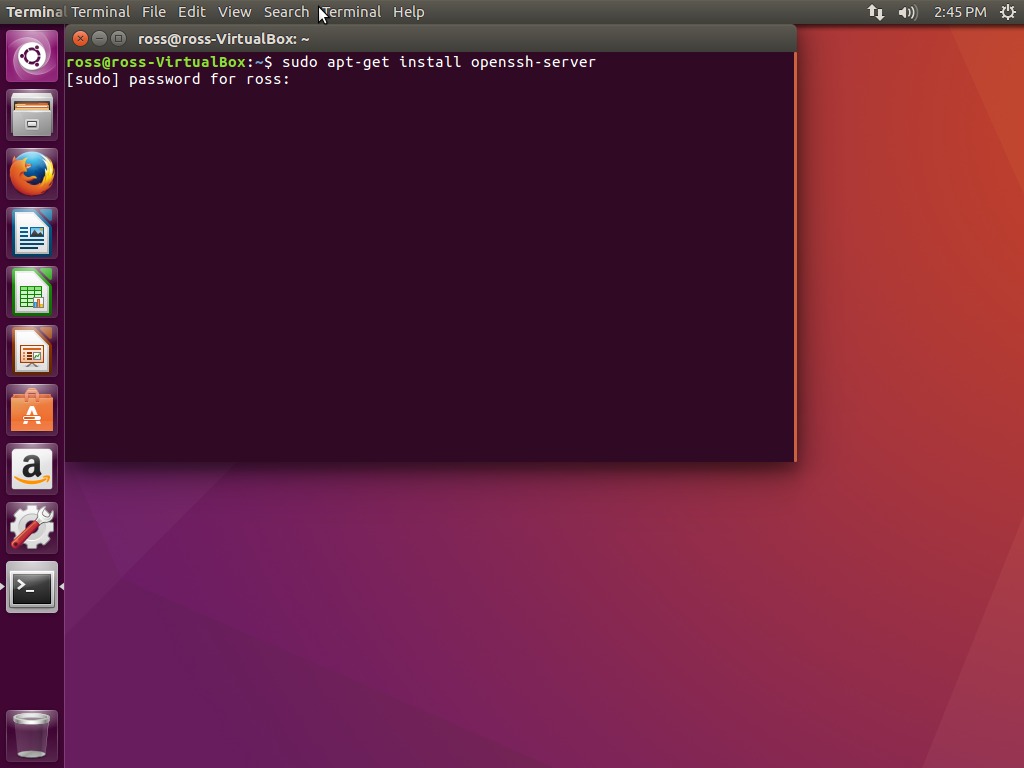 Terminal Terminal File Edit View Search Terminal Help 2:45 PM
ross@ross-VirtualBox: ~
ross@ross-VirtualBox:~$ sudo apt-get install openssh-server
[sudo] password for ross: